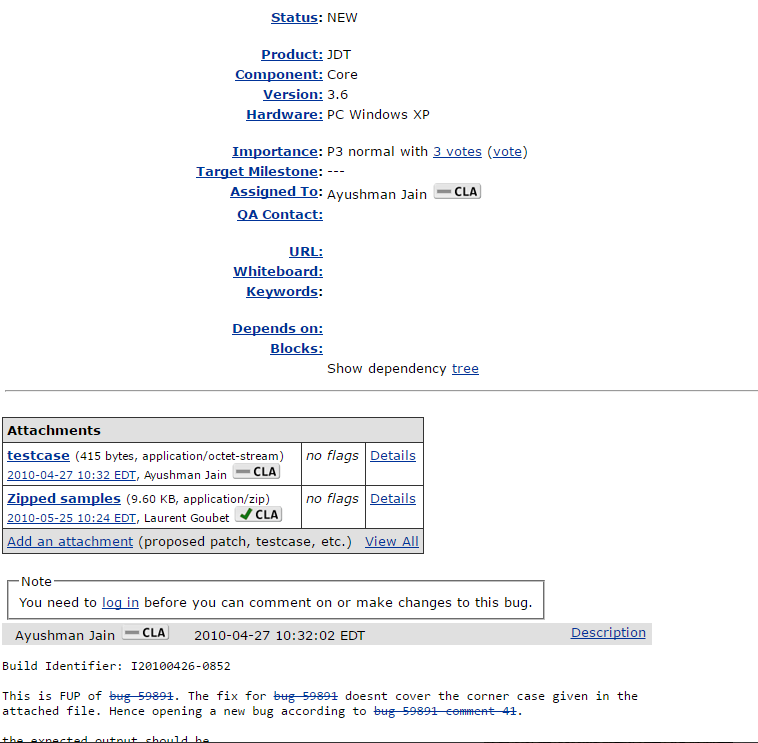 Status: NEW
Product: JDT
Component: Core
Version: 3.6
Hardware: PC Windows XP
Importance: P3 normal with 3 votes (vote)
Target Milestone: ---
Assigned To: Ayushman Jain CLA
QA Contact:
URL:
Whiteboard:
Keywords:
Depends on:
Blocks:
Show dependency tree
Attachments
testcase (415 bytes, application/octet-stream) no flags Details
2010-04-27 10:32 EDT, Ayushman Jain CLA
Zipped samples (9.60 KB, application/zip) no flags Details
2010-05-25 10:24 EDT, Laurent Goubet CLA
Add an attachment (proposed patch, testcase, etc.) View All
Note
You need to log in before you can comment on or make changes to this bug.
Ayushman Jain CLA 2010-04-27 10:32:02 EDT Description
Build Identifier: I20100426-0852
This is FUP of bug 59891. The fix for bug 59891 doesnt cover the corner case given in the
attached file. Hence opening a new bug according to bug 59891 comment 41.
the expected output should be